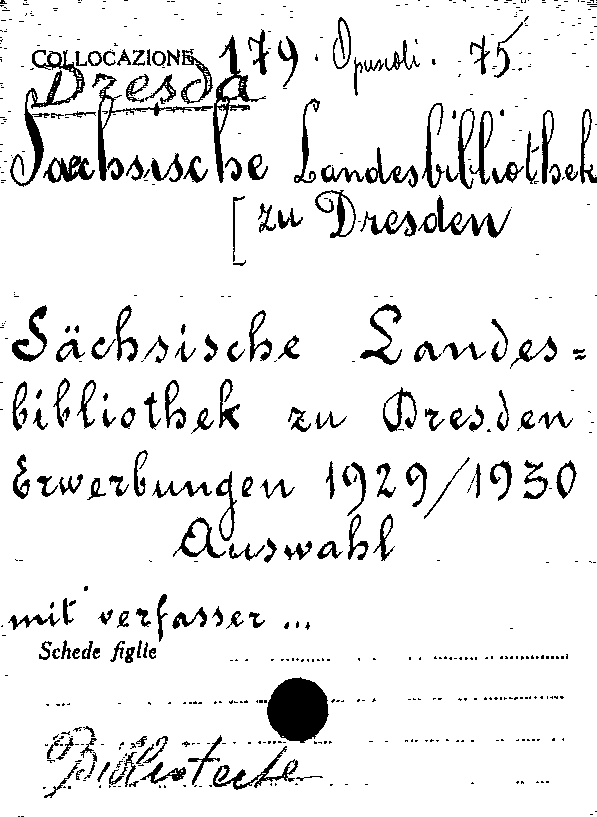 COLLOCAZIONE 179. Opuscoli. 75
Dresda
Saechsische Landesbibliothek
[zu Dresden
Sächsische Landes=
bibliothek zu Dresden
Erwerbungen 1929/1930
Auswahl
mit verfasser ...
Schede figlie
Biblioteche